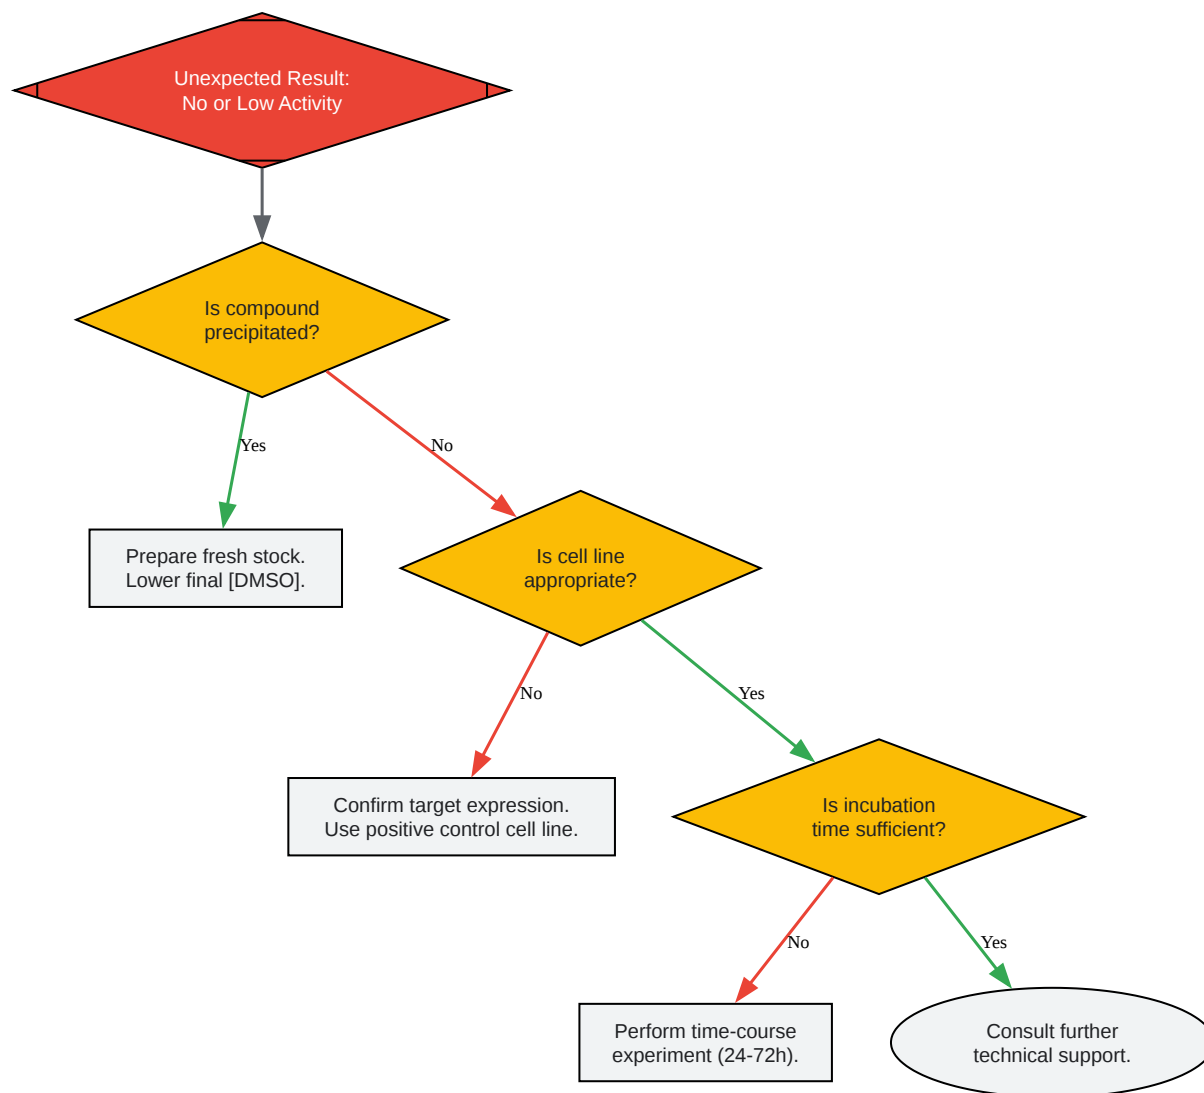 Unexpected Result:
No or Low Activity
Is compound
precipitated?
Yes
No
Prepare fresh stock.
Lower final [DMSO].
Is cell line
appropriate?
No
Yes
Confirm target expression.
Use positive control cell line.
Is incubation
time sufficient?
No
Yes
Perform time-course
experiment (24-72h).
Consult further
technical support.